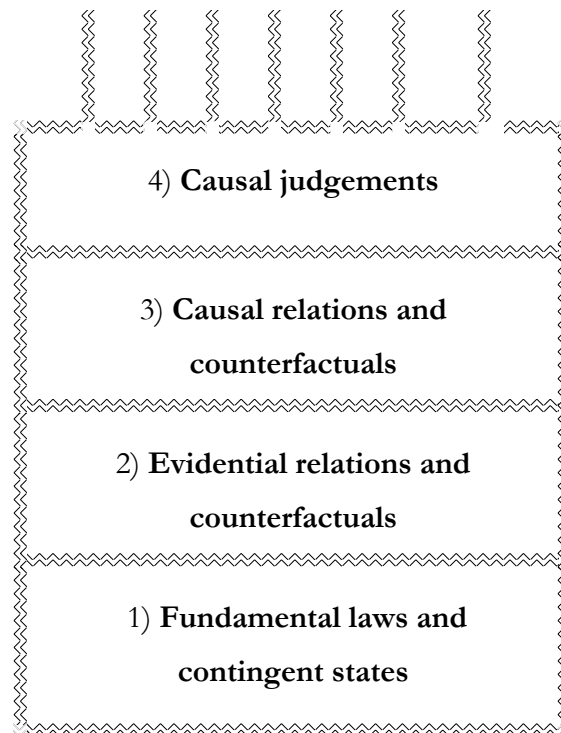 4) Causal judgements
3) Causal relations and
counterfactuals
2) Evidential relations and
counterfactuals
1) Fundamental laws and
contingent states